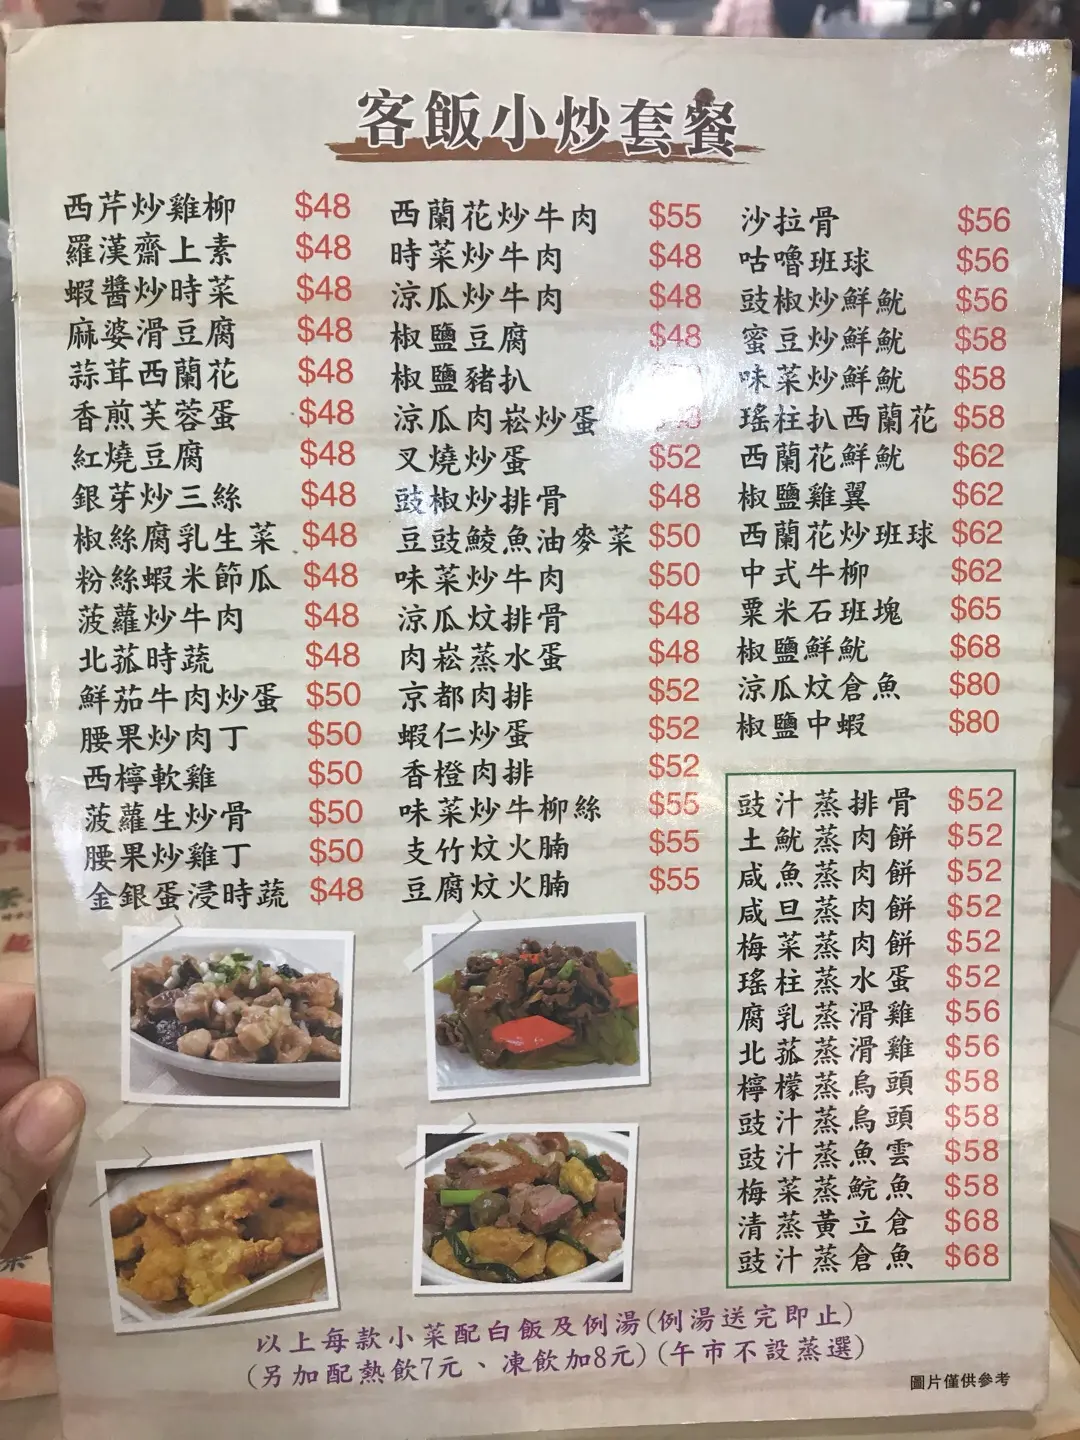 客飯小炒套餐
西芹炒雞柳 $48
羅漢齋上素 $48
蝦醬炒時菜 $48
麻婆滑豆腐 $48
蒜茸西蘭花 $48
香煎芙蓉蛋 $48
紅燒豆腐 $48
銀芽炒三絲 $48
椒絲腐乳生菜 $48
粉絲蝦米節瓜 $48
菠蘿炒牛肉 $48
北菰時蔬 $48
鮮茄牛肉炒蛋 $50
腰果炒肉丁 $50
西檸軟雞 $50
菠蘿生炒骨 $50
腰果炒雞丁 $50
金銀蛋浸時蔬 $48
西蘭花炒牛肉 $55
時菜炒牛肉 $48
涼瓜炒牛肉 $48
椒鹽豆腐 $48
椒鹽豬扒
涼瓜肉崧炒蛋
叉燒炒蛋 $52
豉椒炒排骨 $48
豆豉鯪魚油麥菜 $50
味菜炒牛肉 $50
涼瓜炆排骨 $48
肉崧蒸水蛋 $48
京都肉排 $52
蝦仁炒蛋 $52
香橙肉排 $52
味菜炒牛柳絲 $55
支竹炆火腩 $55
豆腐炆火腩 $55
沙拉骨 $56
咕嚕班球 $56
豉椒炒鮮魷 $56
蜜豆炒鮮魷 $58
味菜炒鮮魷 $58
瑤柱扒西蘭花 $58
西蘭花鮮魷 $62
椒鹽雞翼 $62
西蘭花炒班球 $62
中式牛柳 $62
粟米石班塊 $65
椒鹽鮮魷 $68
涼瓜炆倉魚 $80
椒鹽中蝦 $80
豉汁蒸排骨 $52
土魷蒸肉餅 $52
咸魚蒸肉餅 $52
咸旦蒸肉餅 $52
梅菜蒸肉餅 $52
瑤柱蒸水蛋 $52
腐乳蒸滑雞 $56
北菰蒸滑雞 $56
檸檬蒸烏頭 $58
豉汁蒸烏頭 $58
豉汁蒸魚雲 $58
梅菜蒸鯇魚 $58
清蒸黃立倉 $68
豉汁蒸倉魚 $68
以上每款小菜配白飯及例湯(例湯送完即止)
(另加配熱飲7元、凍飲加8元)(午市不設蒸選)
圖片僅供參考